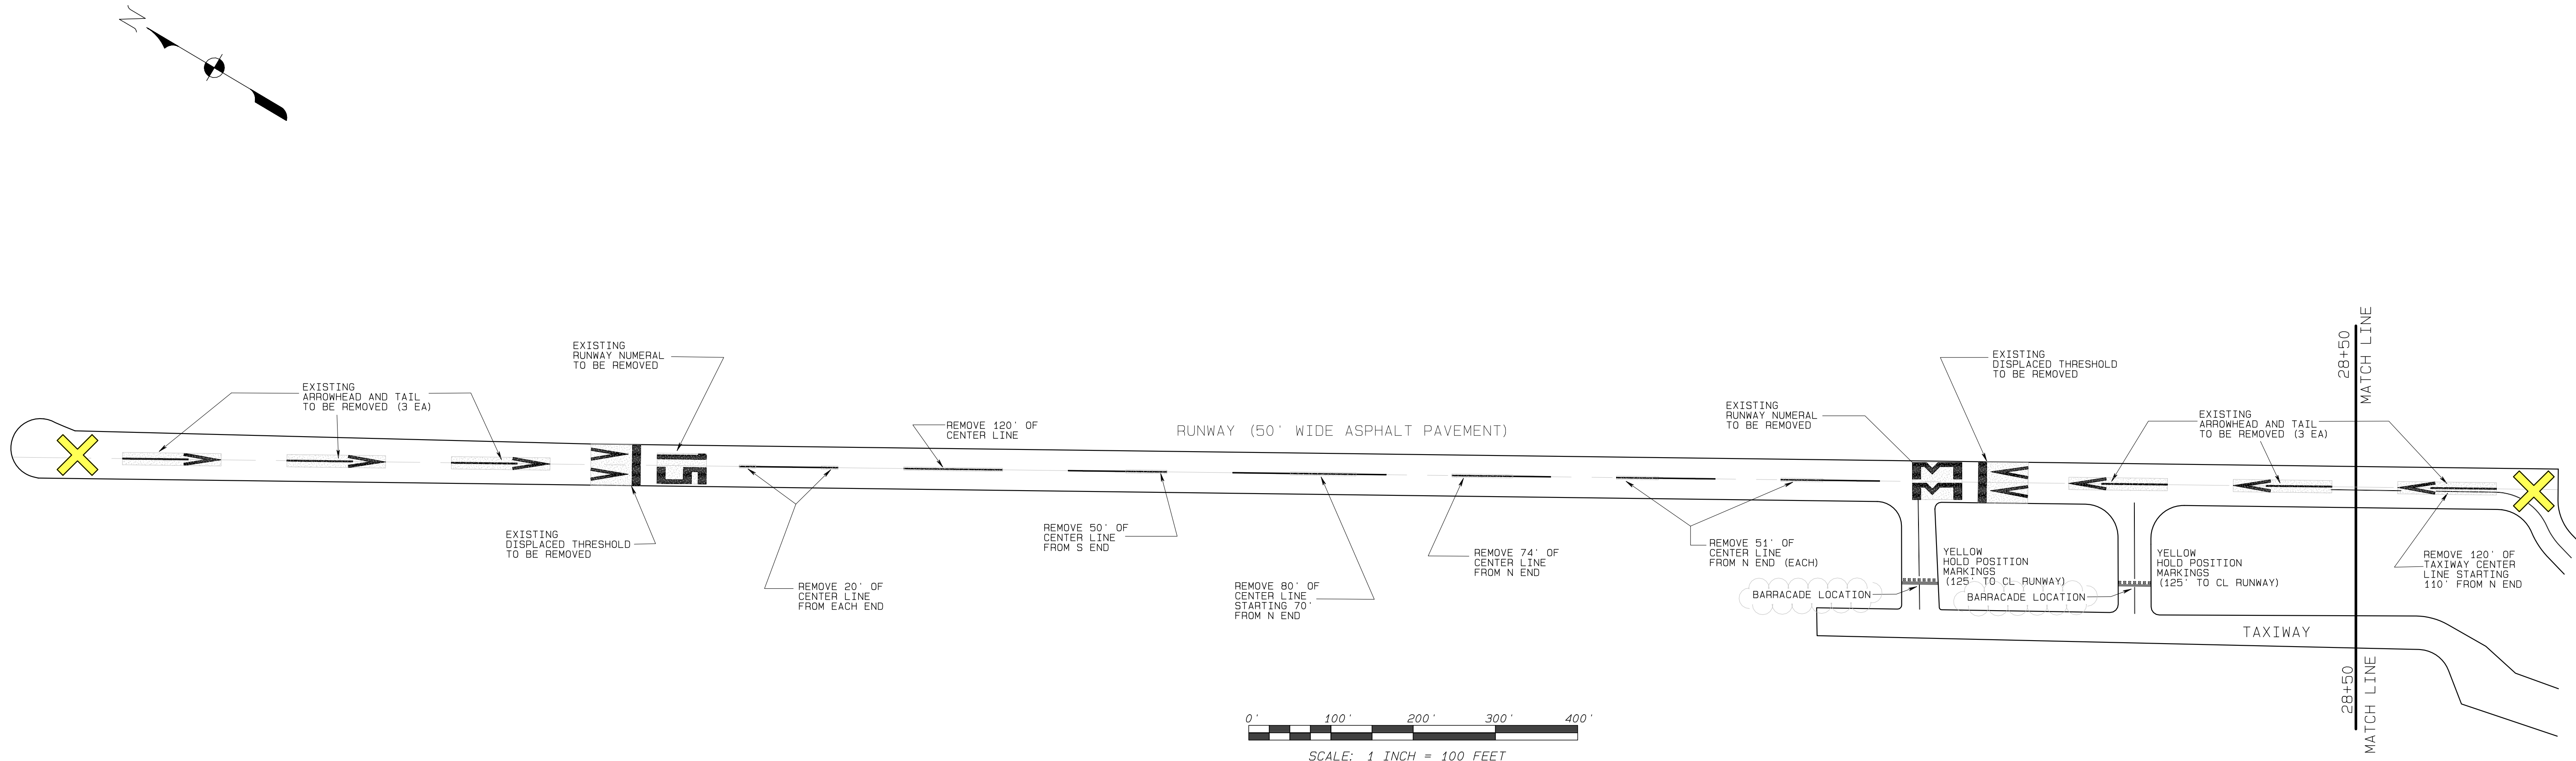 N
EXISTING
RUNWAY NUMERAL
TO BE REMOVED
EXISTING
ARROWHEAD AND TAIL
TO BE REMOVED (3 EA)
EXISTING
DISPLACED THRESHOLD
TO BE REMOVED
15
REMOVE 120' OF
CENTER LINE
RUNWAY (50' WIDE ASPHALT PAVEMENT)
REMOVE 20' OF
CENTER LINE
FROM EACH END
REMOVE 50' OF
CENTER LINE
FROM S END
REMOVE 80' OF
CENTER LINE
STARTING 70'
FROM N END
REMOVE 74' OF
CENTER LINE
FROM N END
REMOVE 51' OF
CENTER LINE
FROM N END (EACH)
EXISTING
RUNWAY NUMERAL
TO BE REMOVED
33
EXISTING
DISPLACED THRESHOLD
TO BE REMOVED
EXISTING
ARROWHEAD AND TAIL
TO BE REMOVED (3 EA)
28+50
MATCH LINE
YELLOW
HOLD POSITION
MARKINGS
(125' TO CL RUNWAY)
BARRACADE LOCATION
YELLOW
HOLD POSITION
MARKINGS
(125' TO CL RUNWAY)
BARRACADE LOCATION
REMOVE 120' OF
TAXIWAY CENTER
LINE STARTING
110' FROM N END
TAXIWAY
28+50
MATCH LINE
0' 100' 200' 300' 400'
SCALE: 1 INCH = 100 FEET